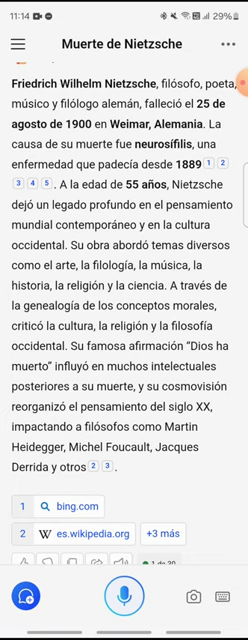 11:14
29%
Muerte de Nietzsche
Friedrich Wilhelm Nietzsche, filósofo, poeta,
músico y filólogo alemán, falleció el 25 de
agosto de 1900 en Weimar, Alemania. La
causa de su muerte fue neurosífilis, una
enfermedad que padecía desde 1889 1 2
3 4 5. A la edad de 55 años, Nietzsche
dejó un legado profundo en el pensamiento
mundial contemporáneo y en la cultura
occidental. Su obra abordó temas diversos
como el arte, la filología, la música, la
historia, la religión y la ciencia. A través de
la genealogía de los conceptos morales,
criticó la cultura, la religión y la filosofía
occidental. Su famosa afirmación “Dios ha
muerto” influyó en muchos intelectuales
posteriores a su muerte, y su cosmovisión
reorganizó el pensamiento del siglo XX,
impactando a filósofos como Martin
Heidegger, Michel Foucault, Jacques
Derrida y otros 2 3.
1 bing.com
2 W es.wikipedia.org +3 más
1 de 30